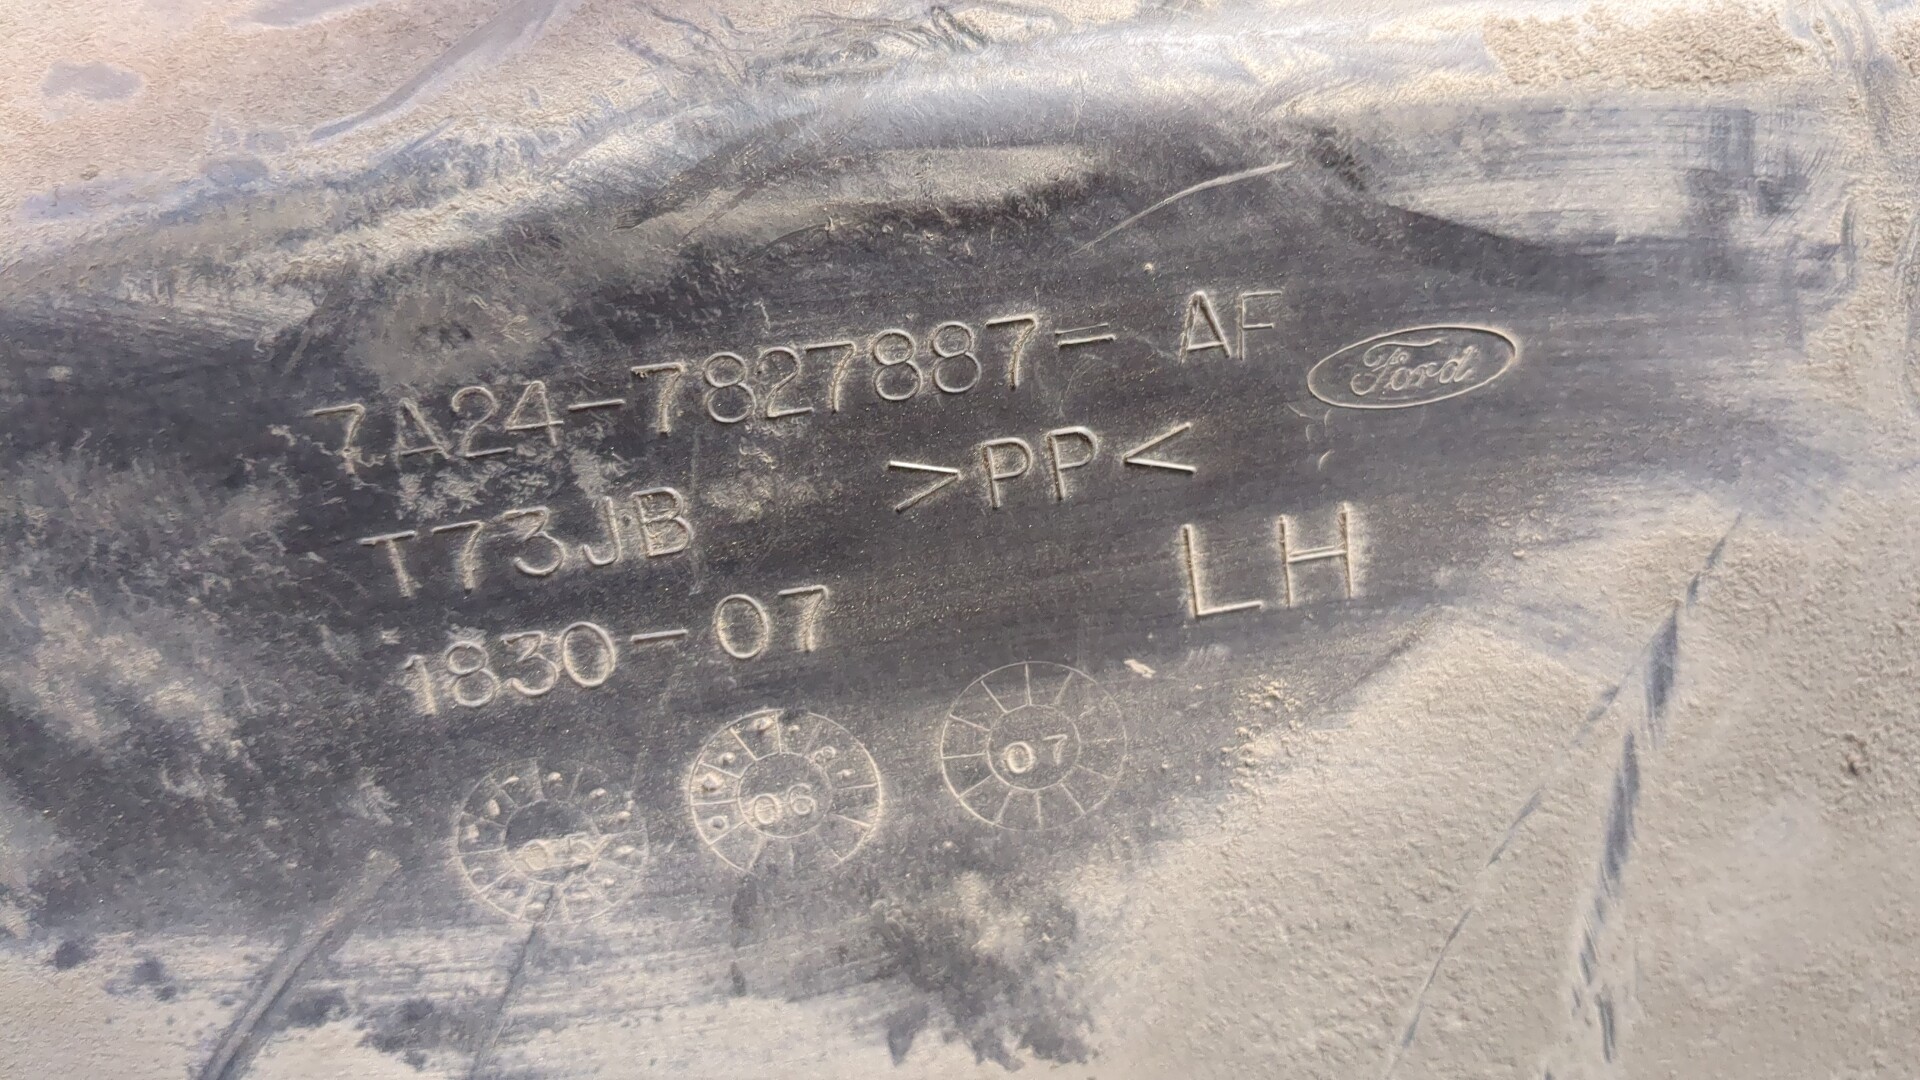 7A24-7827887-AF
Ford
T73JB >PP<
1830-07 LH
06
07